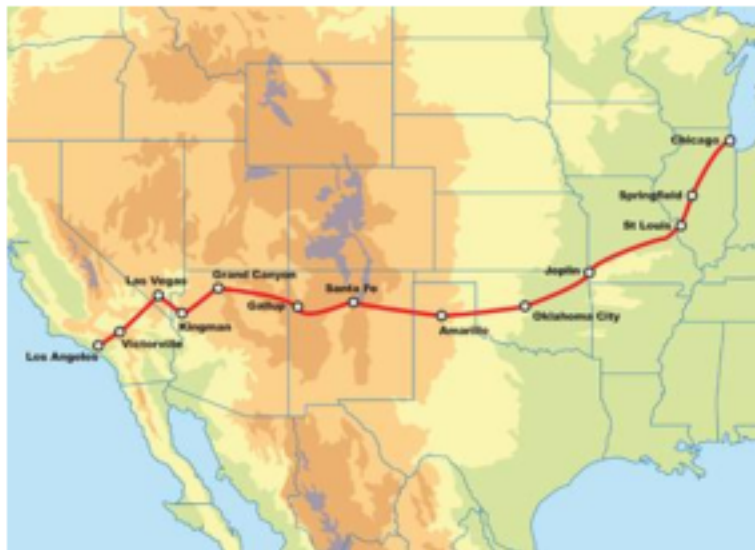 Chicago
Springfield
St Louis
Las Vegas
Grand Canyon
Santa Fe
Joplin
Gallup
Kingman
Amarillo
Oklahoma City
Victorville
Los Angeles